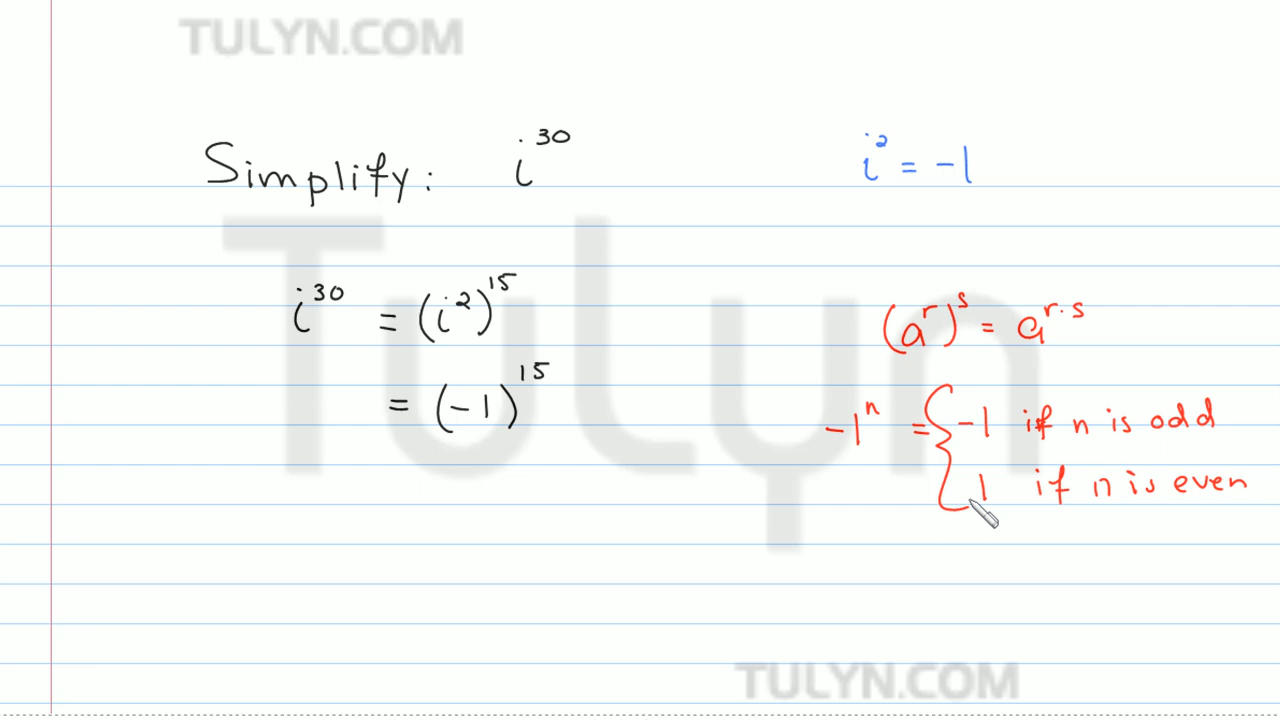 TULYN.COM
Simplify: i^30
i^2 = -1
Tulyn
i^30 = (i^2)^15
(a^r)^s = a^r·s
= (-1)^15
-1^n = { -1 if n is odd
1 if n is even
TULYN.COM